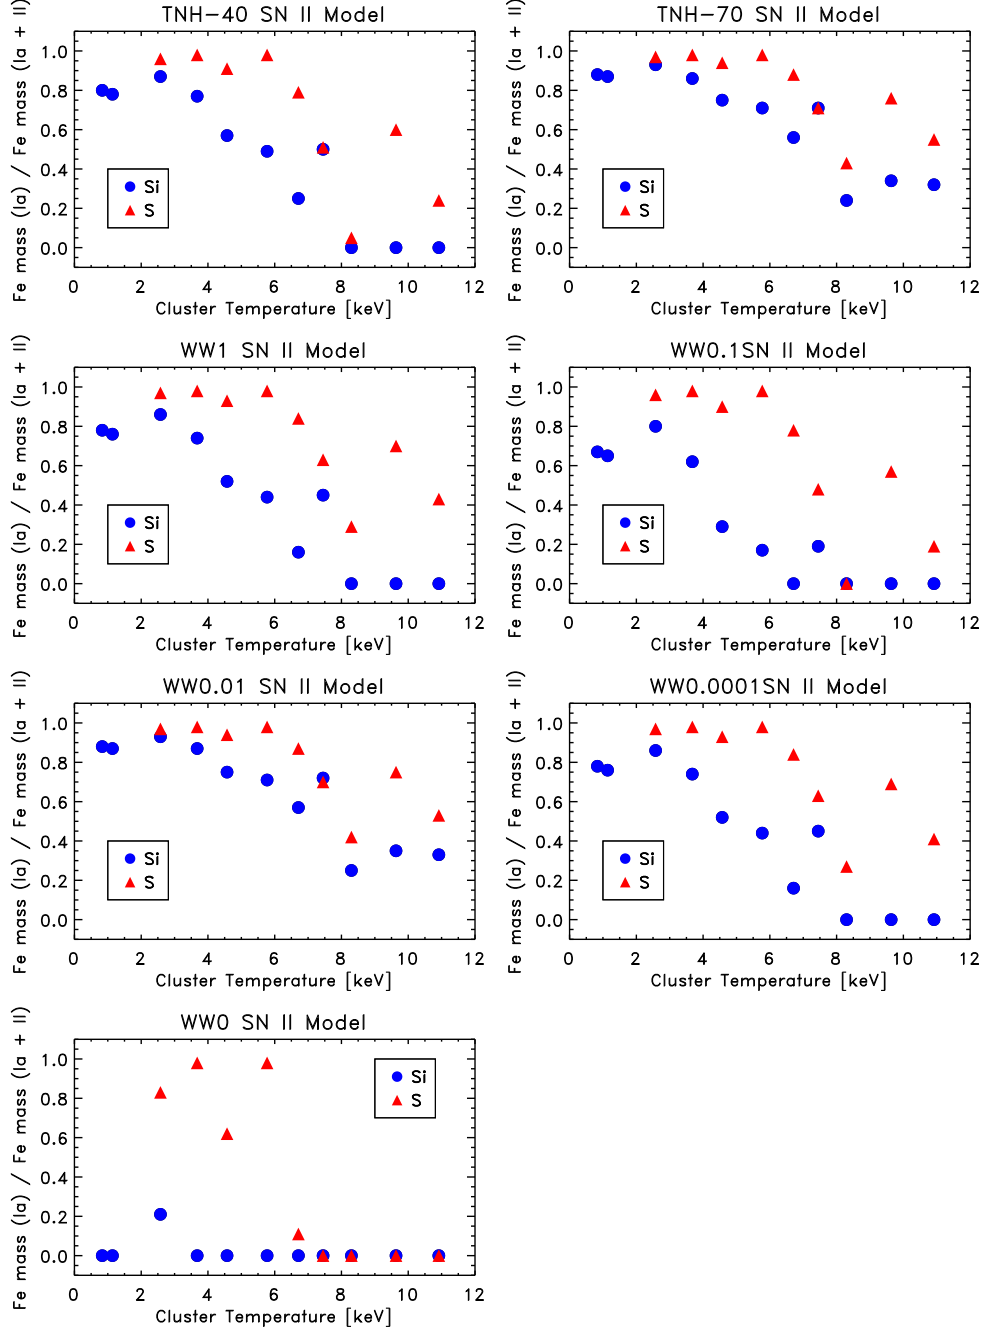 TNH-40 SN II Model
Fe mass (Ia) / Fe mass (Ia + II)
1.0
0.8
0.6
0.4
0.2
0.0
Si
S
0 2 4 6 8 10 12
Cluster Temperature [keV]
TNH-70 SN II Model
Fe mass (Ia) / Fe mass (Ia + II)
1.0
0.8
0.6
0.4
0.2
0.0
Si
S
0 2 4 6 8 10 12
Cluster Temperature [keV]
WW1 SN II Model
Fe mass (Ia) / Fe mass (Ia + II)
1.0
0.8
0.6
0.4
0.2
0.0
Si
S
0 2 4 6 8 10 12
Cluster Temperature [keV]
WW0.1SN II Model
Fe mass (Ia) / Fe mass (Ia + II)
1.0
0.8
0.6
0.4
0.2
0.0
Si
S
0 2 4 6 8 10 12
Cluster Temperature [keV]
WW0.01 SN II Model
Fe mass (Ia) / Fe mass (Ia + II)
1.0
0.8
0.6
0.4
0.2
0.0
Si
S
0 2 4 6 8 10 12
Cluster Temperature [keV]
WW0.0001SN II Model
Fe mass (Ia) / Fe mass (Ia + II)
1.0
0.8
0.6
0.4
0.2
0.0
Si
S
0 2 4 6 8 10 12
Cluster Temperature [keV]
WW0 SN II Model
Fe mass (Ia) / Fe mass (Ia + II)
1.0
0.8
0.6
0.4
0.2
0.0
Si
S
0 2 4 6 8 10 12
Cluster Temperature [keV]